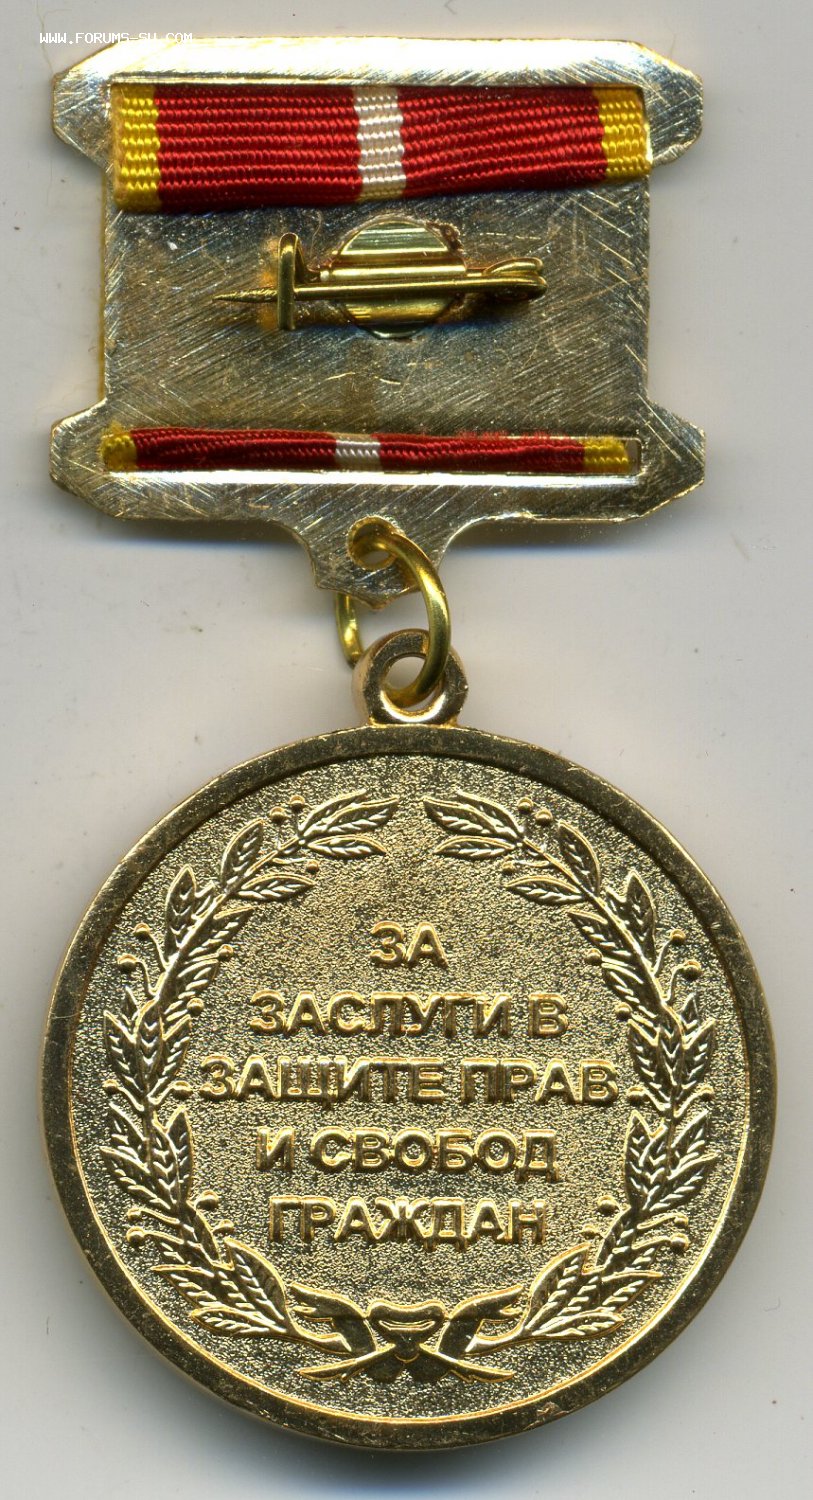 WWW.FORUMS-SU.COM
ЗА
ЗАСЛУГИ В
ЗАЩИТЕ ПРАВ
И СВОБОД
ГРАЖДАН